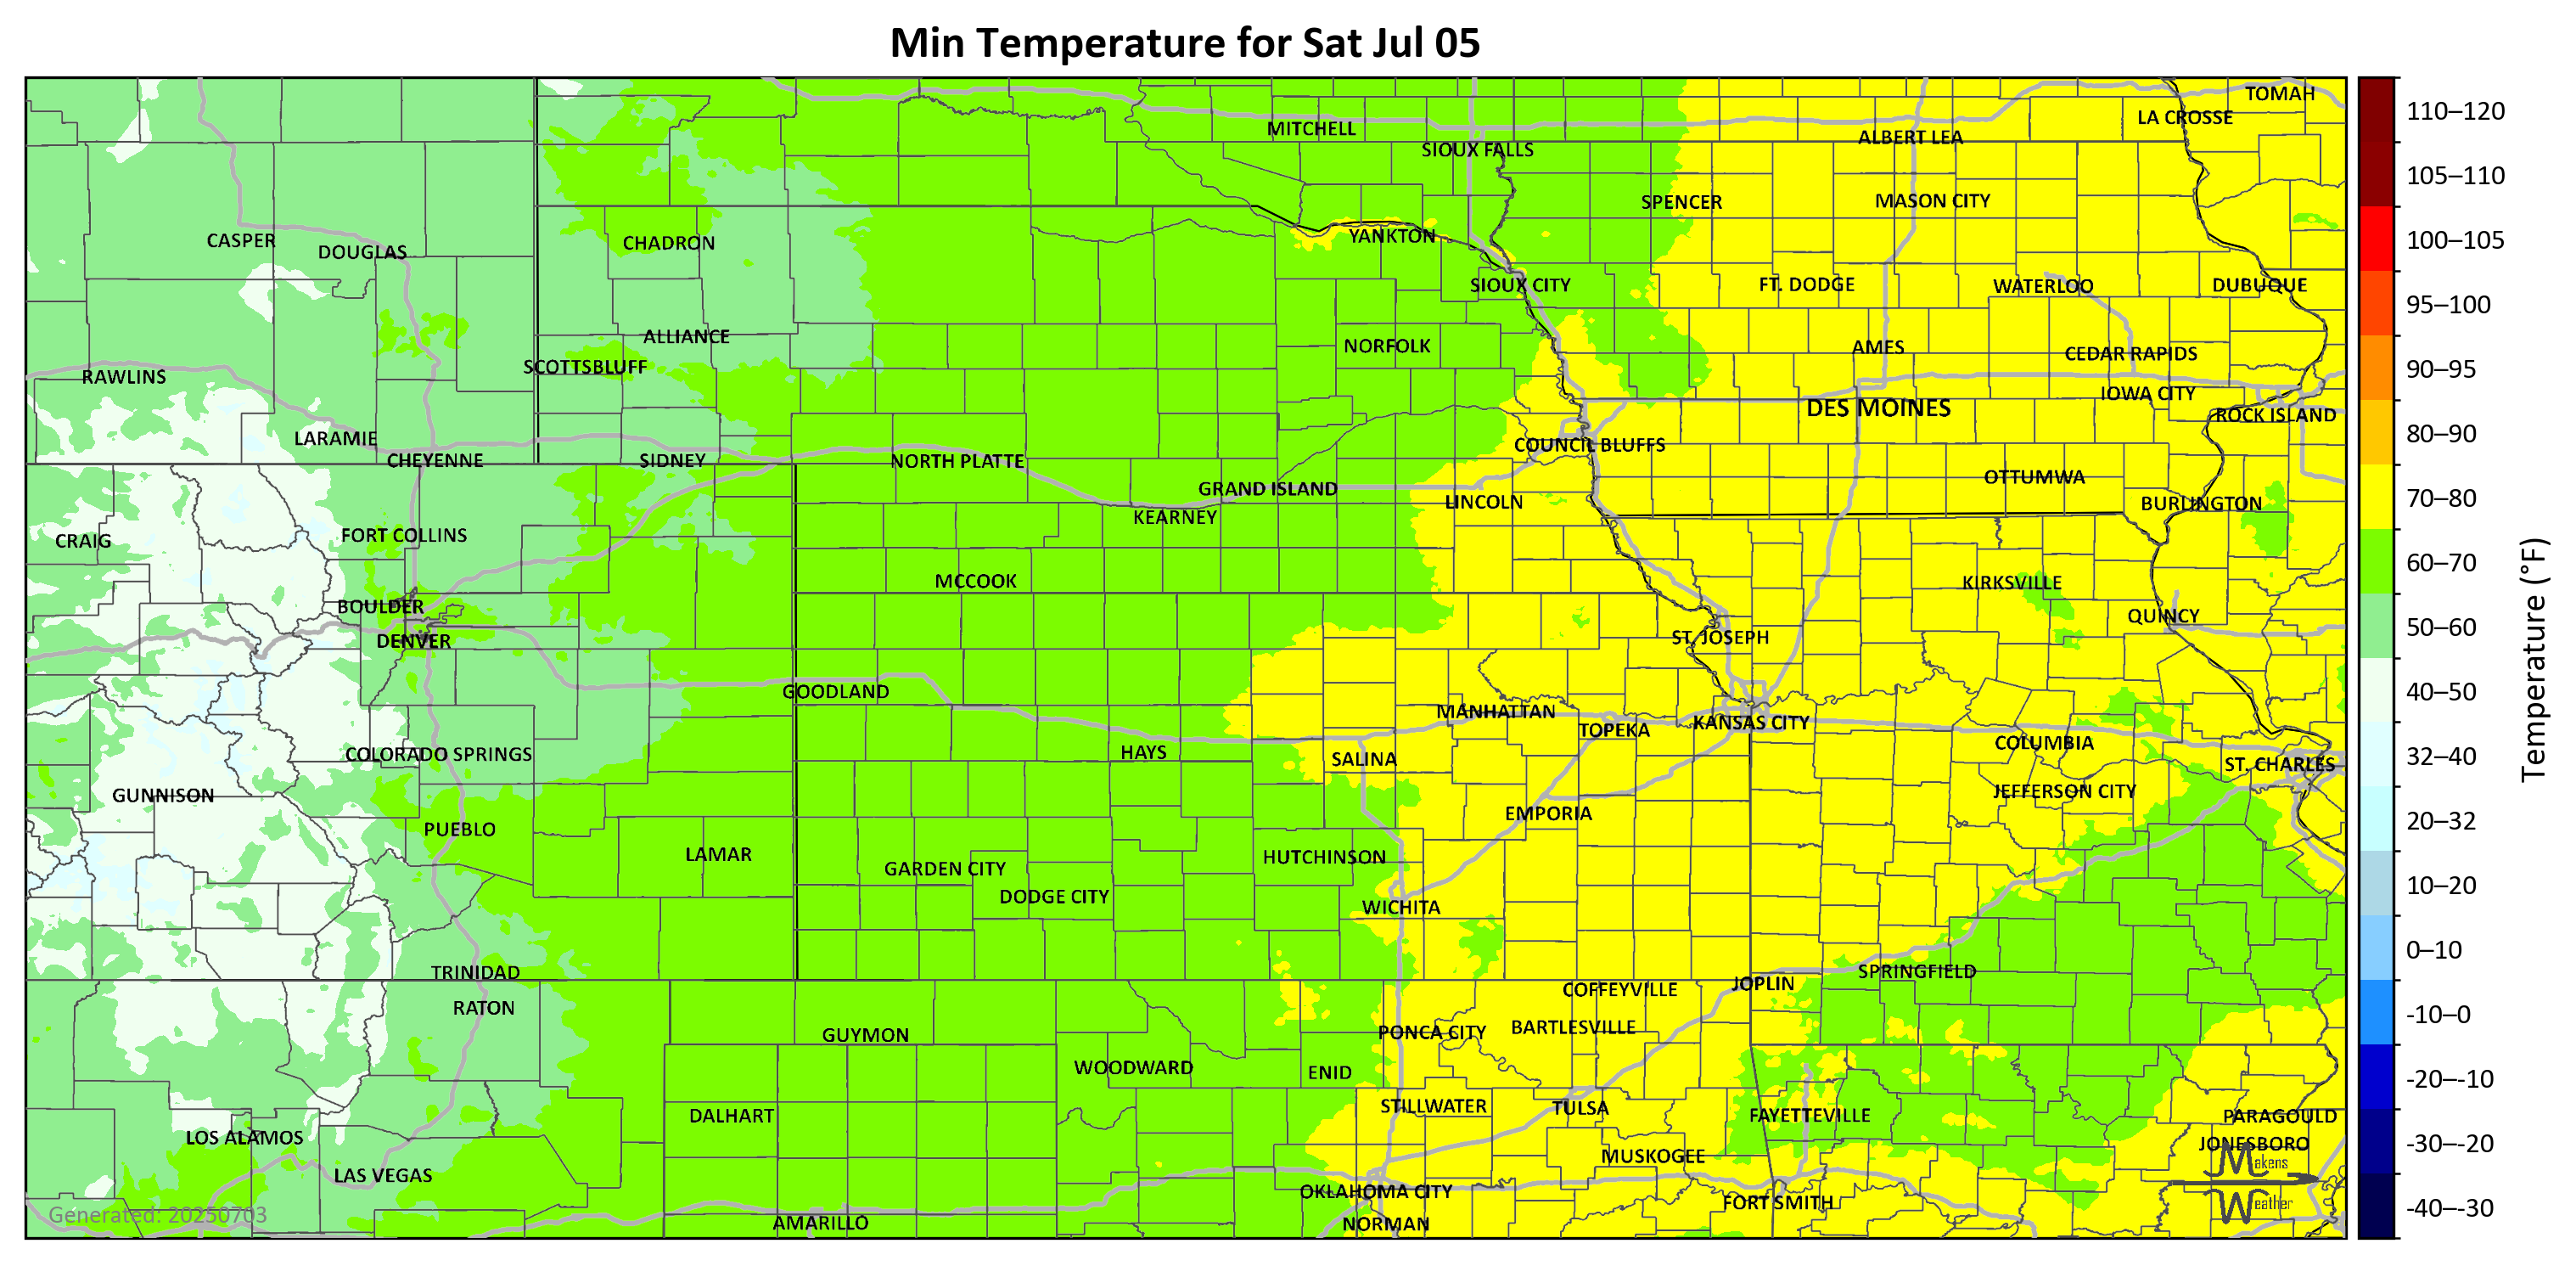 Min Temperature for Sat Jul 05
TOMAH
LA CROSSE
MITCHELL
ALBERT LEA
SIOUX FALLS
SPENCER
MASON CITY
CASPER
DOUGLAS
CHADRON
YANKTON
SIOUX CITY
FT. DODGE
WATERLOO
DUBUQUE
ALLIANCE
NORFOLK
AMES
CEDAR RAPIDS
SCOTTSBLUFF
RAWLINS
IOWA CITY
DES MOINES
ROCK ISLAND
LARAMIE
COUNCIL BLUFFS
CHEYENNE
SIDNEY
NORTH PLATTE
OTTUMWA
GRAND ISLAND
LINCOLN
BURLINGTON
KEARNEY
FORT COLLINS
CRAIG
MCCOOK
KIRKSVILLE
BOULDER
QUINCY
DENVER
ST. JOSEPH
GOODLAND
MANHATTAN
KANSAS CITY
TOPEKA
COLUMBIA
COLORADO SPRINGS
HAYS
SALINA
ST. CHARLES
GUNNISON
JEFFERSON CITY
EMPORIA
PUEBLO
LAMAR
HUTCHINSON
GARDEN CITY
DODGE CITY
WICHITA
TRINIDAD
SPRINGFIELD
JOPLIN
COFFEYVILLE
RATON
GUYMON
PONCA CITY
BARTLESVILLE
WOODWARD
ENID
STILLWATER
TULSA
DALHART
FAYETTEVILLE
PARAGOULD
LOS ALAMOS
JONESBORO
MUSKOGEE
LAS VEGAS
OKLAHOMA CITY
FORT SMITH
AMARILLO
NORMAN
Generated: 20250703
Makens
Weather
110–120
105–110
100–105
95–100
90–95
80–90
70–80
60–70
50–60
40–50
32–40
20–32
10–20
0–10
-10–0
-20–-10
-30–-20
-40–-30
Temperature (°F)